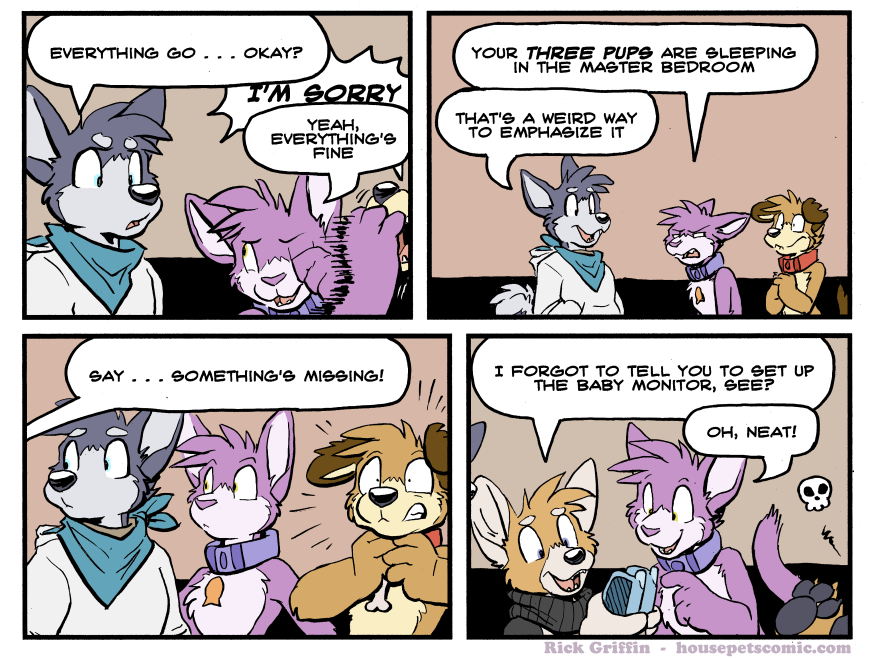 EVERYTHING GO . . . OKAY?
I'M SORRY
YEAH,
EVERYTHING'S
FINE
YOUR THREE PUPS ARE SLEEPING
IN THE MASTER BEDROOM
THAT'S A WEIRD WAY
TO EMPHASIZE IT
SAY . . . SOMETHING'S MISSING!
I FORGOT TO TELL YOU TO SET UP
THE BABY MONITOR, SEE?
OH, NEAT!
Rick Griffin - housepetscomic.com